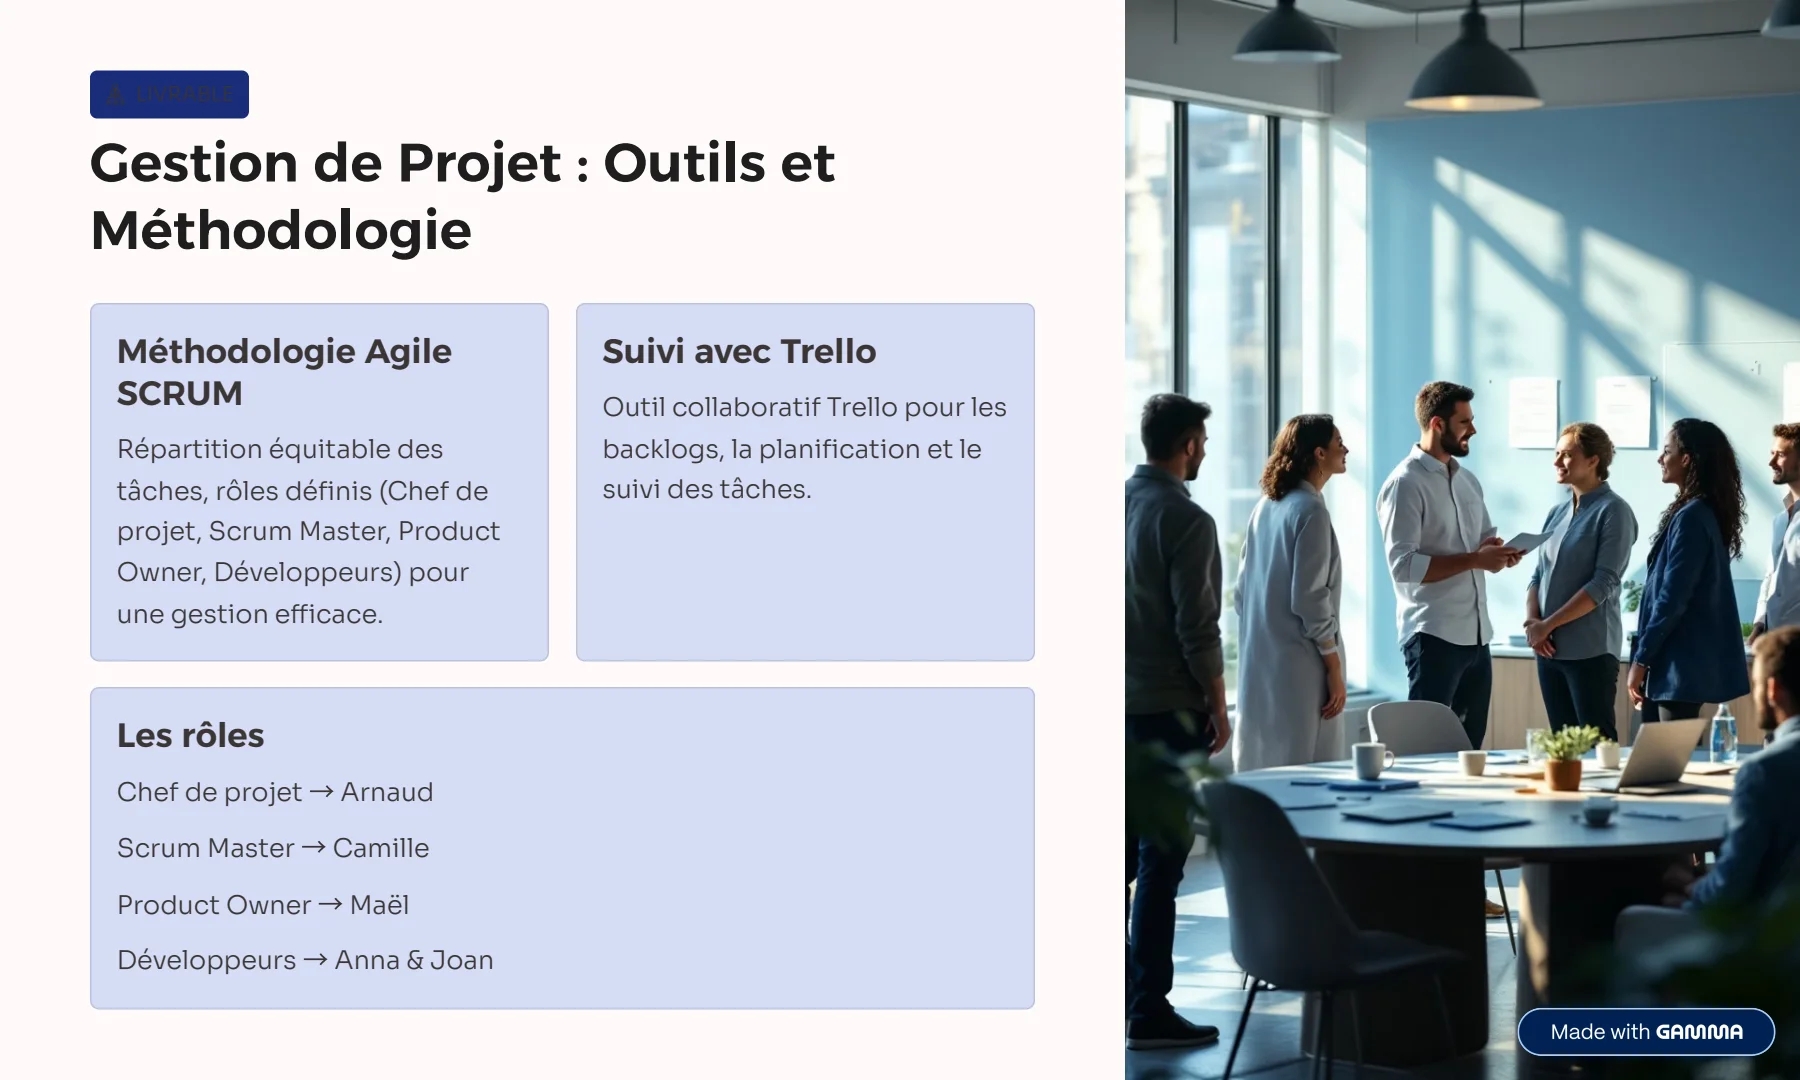 LIVRABLE
Gestion de Projet : Outils et
Méthodologie
Méthodologie Agile
SCRUM
Répartition équitable des
tâches, rôles définis (Chef de
projet, Scrum Master, Product
Owner, Développeurs) pour
une gestion efficace.
Suivi avec Trello
Outil collaboratif Trello pour les
backlogs, la planification et le
suivi des tâches.
Les rôles
Chef de projet → Arnaud
Scrum Master → Camille
Product Owner → Maël
Développeurs → Anna & Joan
Made with GAMMA